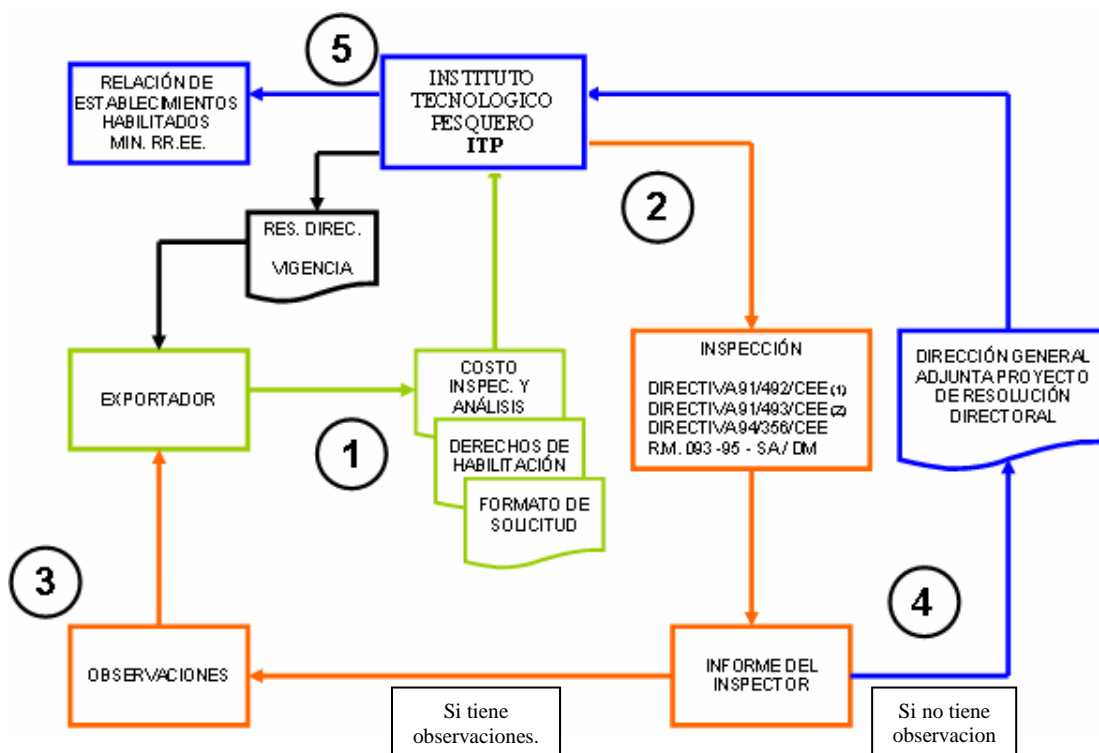 5
RELACIÓN DE
ESTABLECIMIENTOS
HABILITADOS
MIN. RR.EE.
INSTITUTO
TECNOLOGICO
PESQUERO
ITP
2
RES. DIREC.
VIGENCIA
EXPORTADOR
1
COSTO
INSPEC. Y
ANÁLISIS
DERECHOS DE
HABILITACIÓN
FORMATO DE
SOLICITUD
INSPECCIÓN
DIRECTIVA 91/492/CEE (1)
DIRECTIVA 91/493/CEE (2)
DIRECTIVA 94/356/CEE
R.M. 093 -95 - SA / DM
DIRECCIÓN GENERAL
ADJUNTA PROYECTO
DE RESOLUCIÓN
DIRECTORAL
3
4
OBSERVACIONES
INFORME DEL
INSPECTOR
Si tiene
observaciones.
Si no tiene
observacion